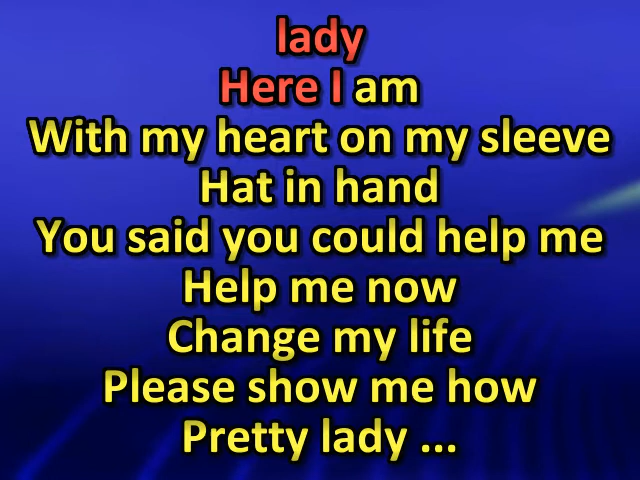 lady
Here I am
With my heart on my sleeve
Hat in hand
You said you could help me
Help me now
Change my life
Please show me how
Pretty lady ...